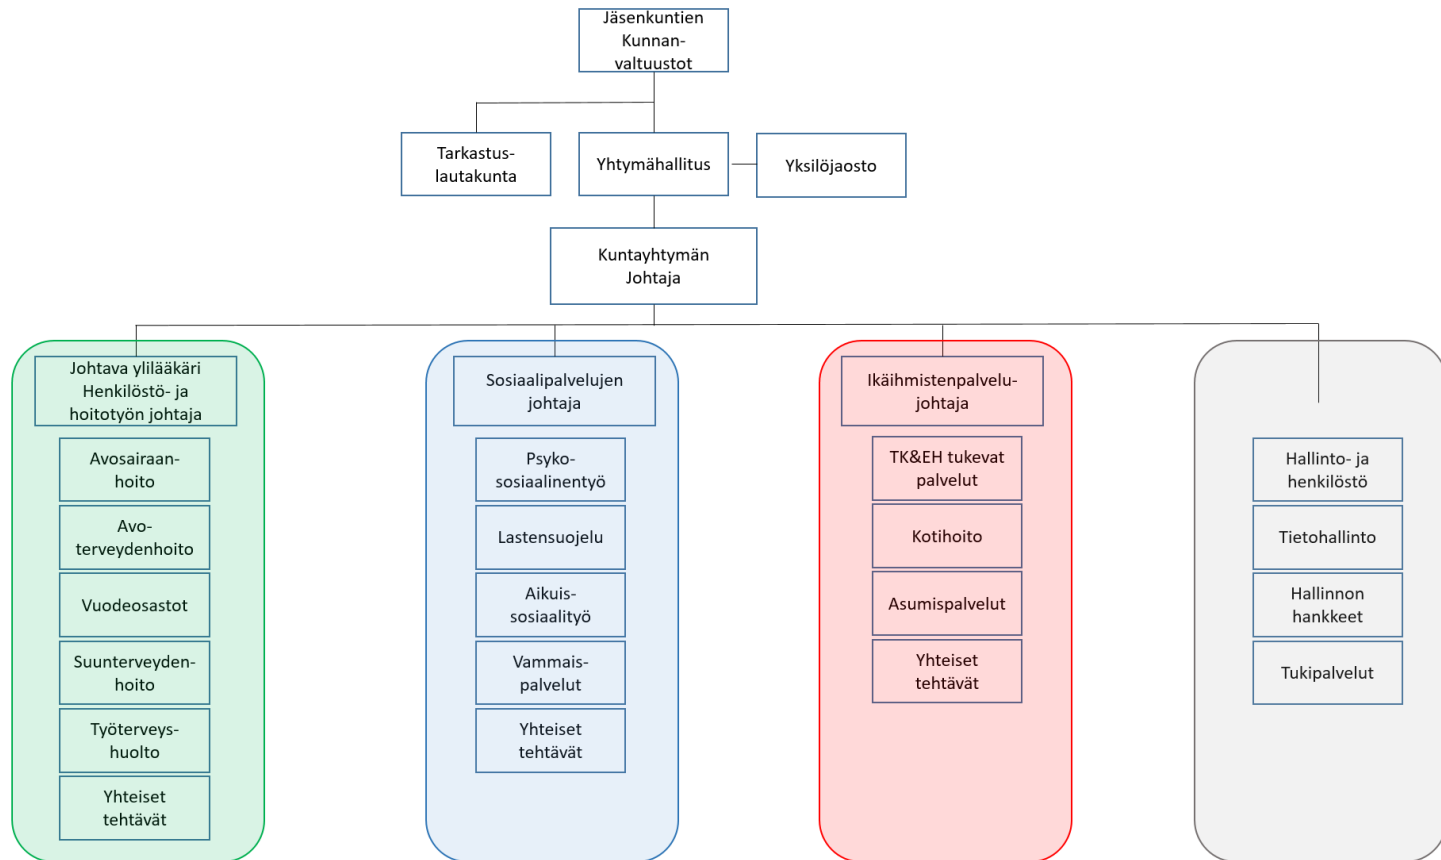 Jäsenkuntien
Kunnan-
valtuustot
Tarkastus-
lautakunta
Yhtymähallitus
Yksilöjaosto
Kuntayhtymän
Johtaja
Johtava ylilääkäri
Henkilöstö- ja
hoitotyön johtaja
Avosairaan-
hoito
Avo-
terveydenhoito
Vuodeosastot
Suunterveyden-
hoito
Työterveys-
huolto
Yhteiset
tehtävät
Sosiaalipalvelujen
johtaja
Psyko-
sosiaalinentyö
Lastensuojelu
Aikuis-
sosiaalityö
Vammais-
palvelut
Yhteiset
tehtävät
Ikäihmistenpalvelu-
johtaja
TK&EH tukevat
palvelut
Kotihoito
Asumispalvelut
Yhteiset
tehtävät
Hallinto- ja
henkilöstö
Tietohallinto
Hallinnon
hankkeet
Tukipalvelut